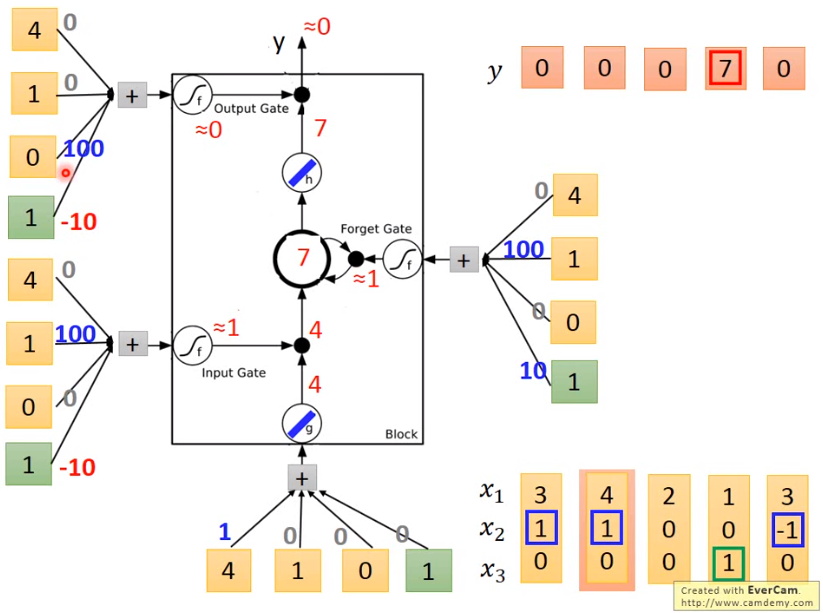 4 0
1 0
0 100
1 -10
+
f
Output Gate
≈0
y
≈0
7
h
7
Forget Gate
≈1
f
+
0 4
100 1
0 0
10 1
4 0
1 100
0 0
1 -10
+
f
≈1
Input Gate
4
4
g
Block
+
1 0 0 0
4 1 0 1
y 0 0 0 7 0
x₁ 3 4 2 1 3
x₂ 1 1 0 0 -1
x₃ 0 0 0 1 0
Created with EverCam.
http://www.camdemy.com